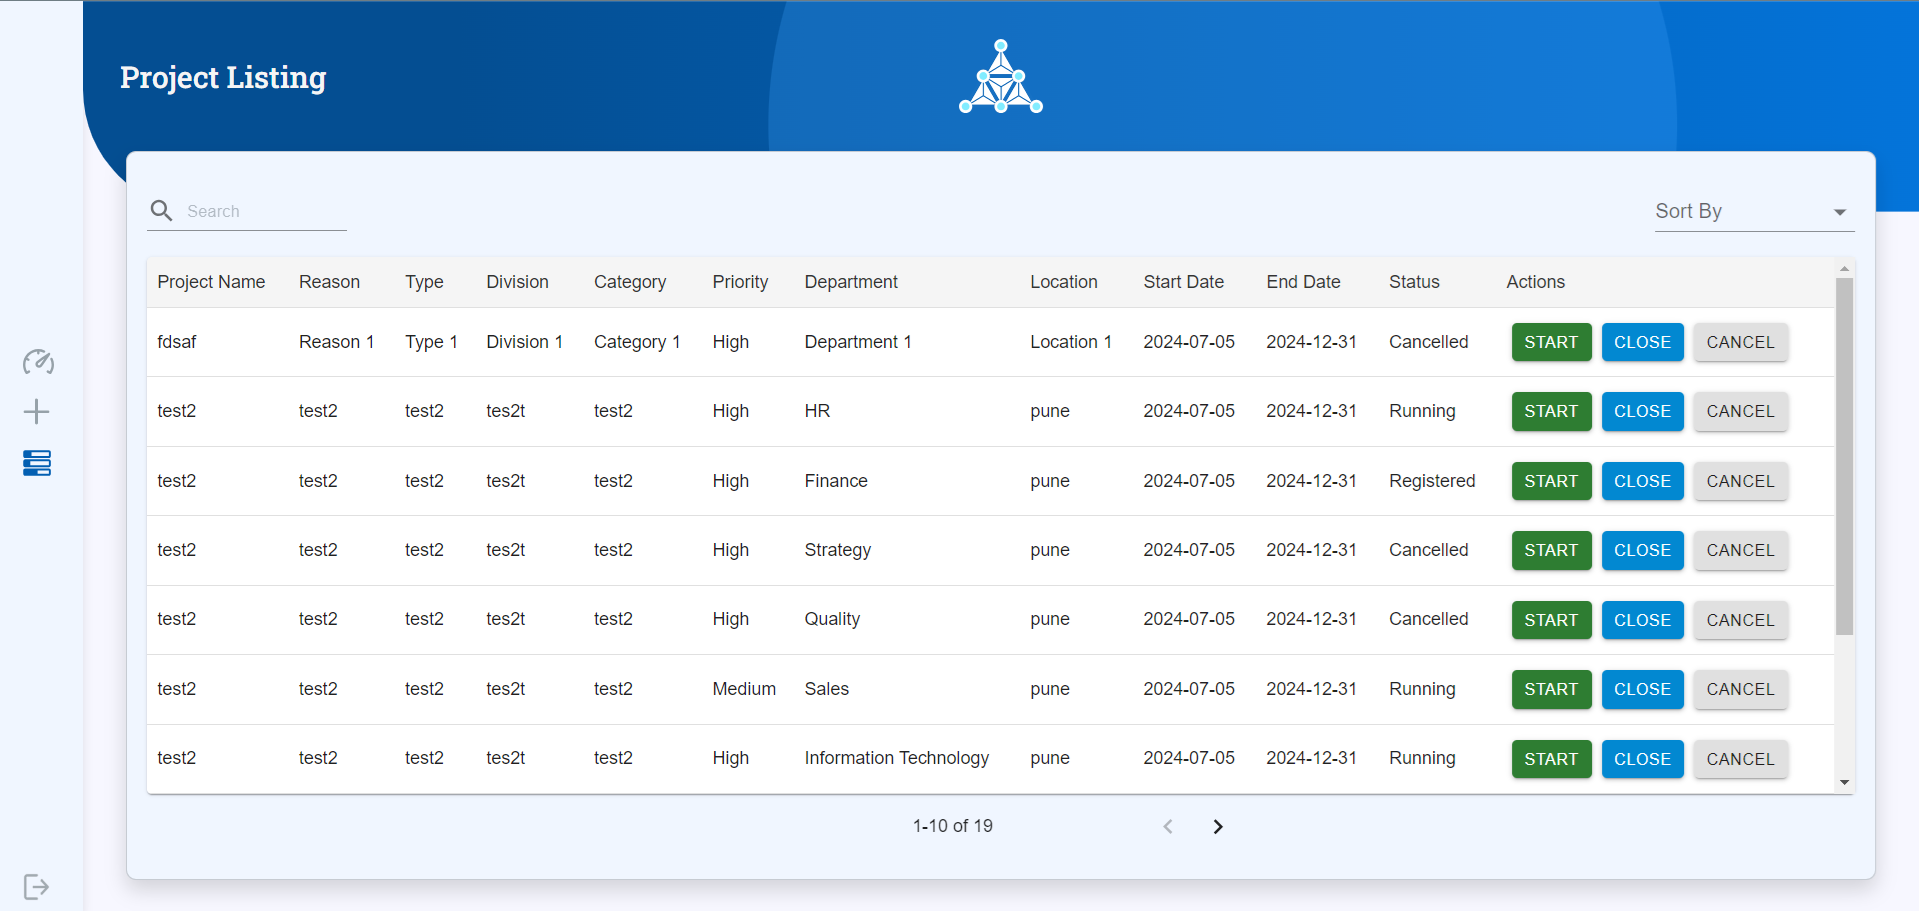 Project Listing
Search
Sort By
Project Name Reason Type Division Category Priority Department Location Start Date End Date Status Actions
fdsaf Reason 1 Type 1 Division 1 Category 1 High Department 1 Location 1 2024-07-05 2024-12-31 Cancelled START CLOSE CANCEL
test2 test2 test2 tes2t test2 High HR pune 2024-07-05 2024-12-31 Running START CLOSE CANCEL
test2 test2 test2 tes2t test2 High Finance pune 2024-07-05 2024-12-31 Registered START CLOSE CANCEL
test2 test2 test2 tes2t test2 High Strategy pune 2024-07-05 2024-12-31 Cancelled START CLOSE CANCEL
test2 test2 test2 tes2t test2 High Quality pune 2024-07-05 2024-12-31 Cancelled START CLOSE CANCEL
test2 test2 test2 tes2t test2 Medium Sales pune 2024-07-05 2024-12-31 Running START CLOSE CANCEL
test2 test2 test2 tes2t test2 High Information Technology pune 2024-07-05 2024-12-31 Running START CLOSE CANCEL
1-10 of 19